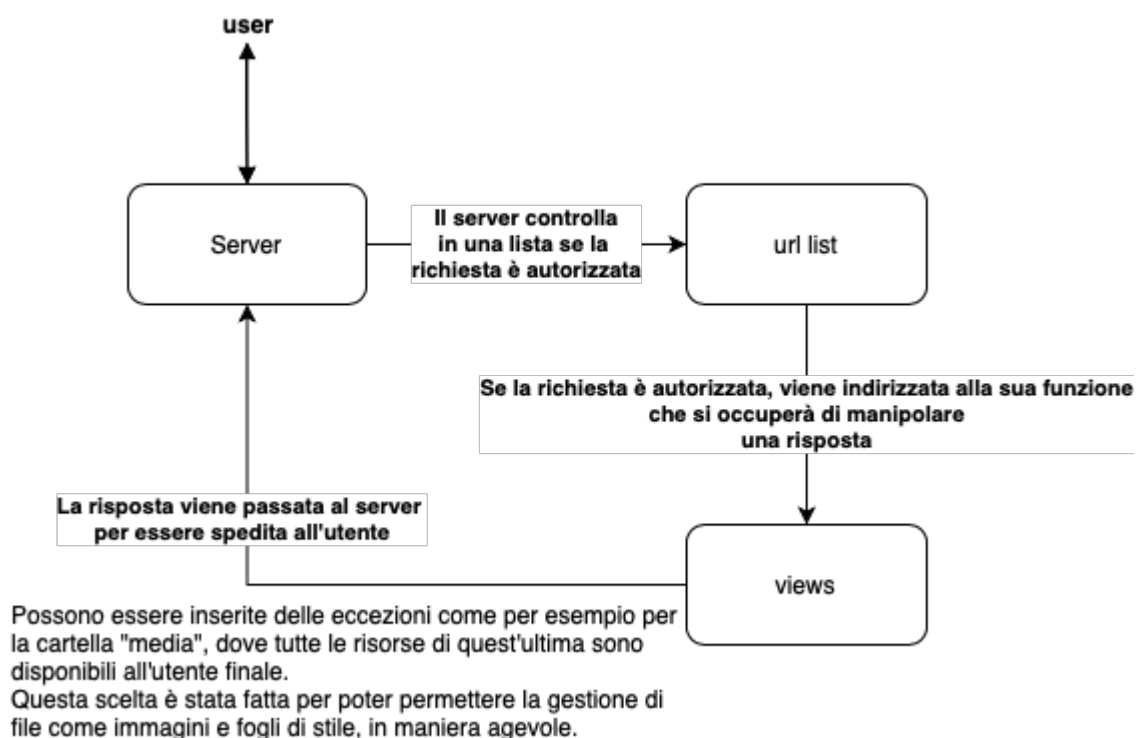 user
Server
Il server controlla
in una lista se la
richiesta è autorizzata
url list
Se la richiesta è autorizzata, viene indirizzata alla sua funzione
che si occuperà di manipolare
una risposta
La risposta viene passata al server
per essere spedita all'utente
views
Possono essere inserite delle eccezioni come per esempio per
la cartella "media", dove tutte le risorse di quest'ultima sono
disponibili all'utente finale.
Questa scelta è stata fatta per poter permettere la gestione di
file come immagini e fogli di stile, in maniera agevole.